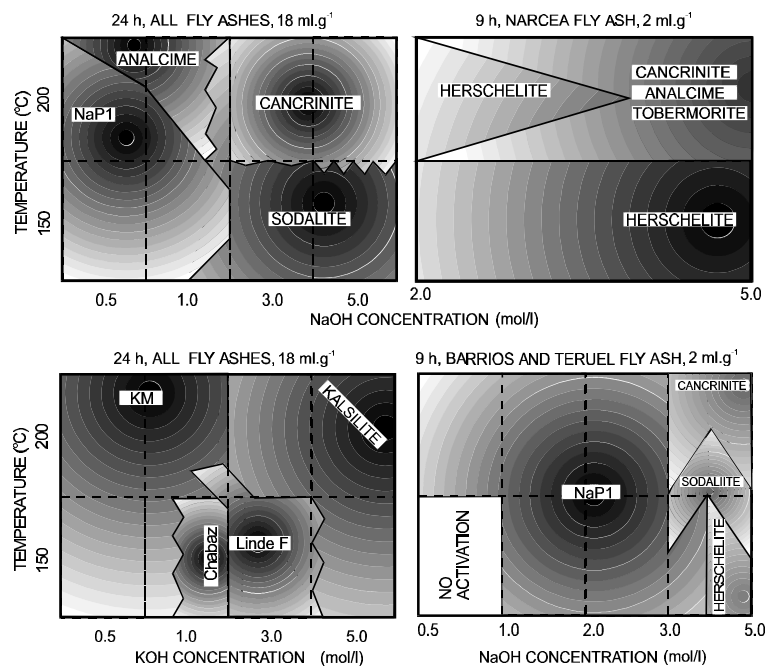 24 h, ALL FLY ASHES, 18 ml.g-1
9 h, NARCEA FLY ASH, 2 ml.g-1
ANALCIME
NaP1
CANCRINITE
SODALITE
TEMPERATURE (ºC)
200
150
0.5 1.0 3.0 5.0
HERSCHELITE
CANCRINITE
ANALCIME
TOBERMORITE
HERSCHELITE
2.0 5.0
NaOH CONCENTRATION (mol/l)
24 h, ALL FLY ASHES, 18 ml.g-1
9 h, BARRIOS AND TERUEL FLY ASH, 2 ml.g-1
KM
KALSILITE
Chabaz
Linde F
TEMPERATURE (ºC)
200
150
0.5 1.0 3.0 5.0
KOH CONCENTRATION (mol/l)
CANCRINITE
NaP1
SODALIITE
NO
ACTIVATION
HERSCHELITE
0.5 1.0 2.0 3.0 5.0
NaOH CONCENTRATION (mol/l)